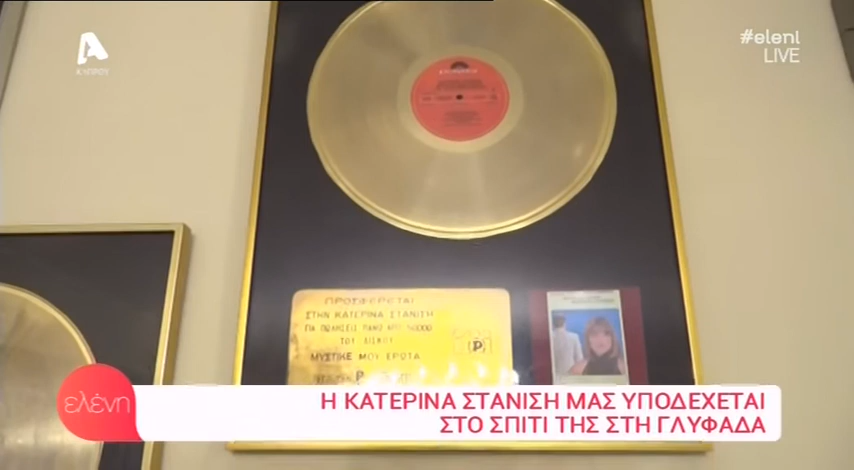 ΚΥΠΡΟΥ
#eleni
LIVE
ΠΡΟΣΦΕΡΕΤΑΙ
ΣΤΗΝ ΚΑΤΕΡΙΝΑ ΣΤΑΝΙΣΗ
ΓΙΑ ΠΩΛΗΣΕΙΣ ΠΑΝΩ ΑΠΟ 50000
ΤΟΥ ΔΙΣΚΟΥ
ΜΥΣΤΙΚΕ ΜΟΥ ΕΡΩΤΑ
ελένη
Η ΚΑΤΕΡΙΝΑ ΣΤΑΝΙΣΗ ΜΑΣ ΥΠΟΔΕΧΕΤΑΙ
ΣΤΟ ΣΠΙΤΙ ΤΗΣ ΣΤΗ ΓΛΥΦΑΔΑ